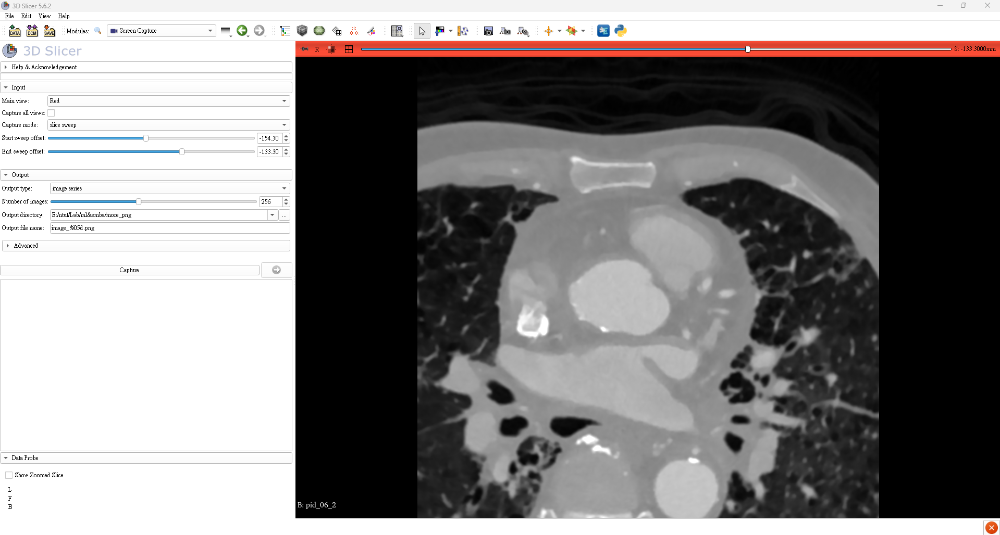 3D Slicer 5.6.2
File Edit View Help
DATA DCM SAVE Modules: Screen Capture
3D Slicer
R S: -133.3000mm
Help & Acknowledgement
Input
Main view: Red
Capture all views:
Capture mode: slice sweep
Start sweep offset: -154.30
End sweep offset: -133.30
Output
Output type: image series
Number of images: 256
Output directory: E:/ntut/Lab/ml&emba/more_png ...
Output file name: image_%05d.png
Advanced
Capture
Data Probe
Show Zoomed Slice
L
F
B
B: pid_06_2